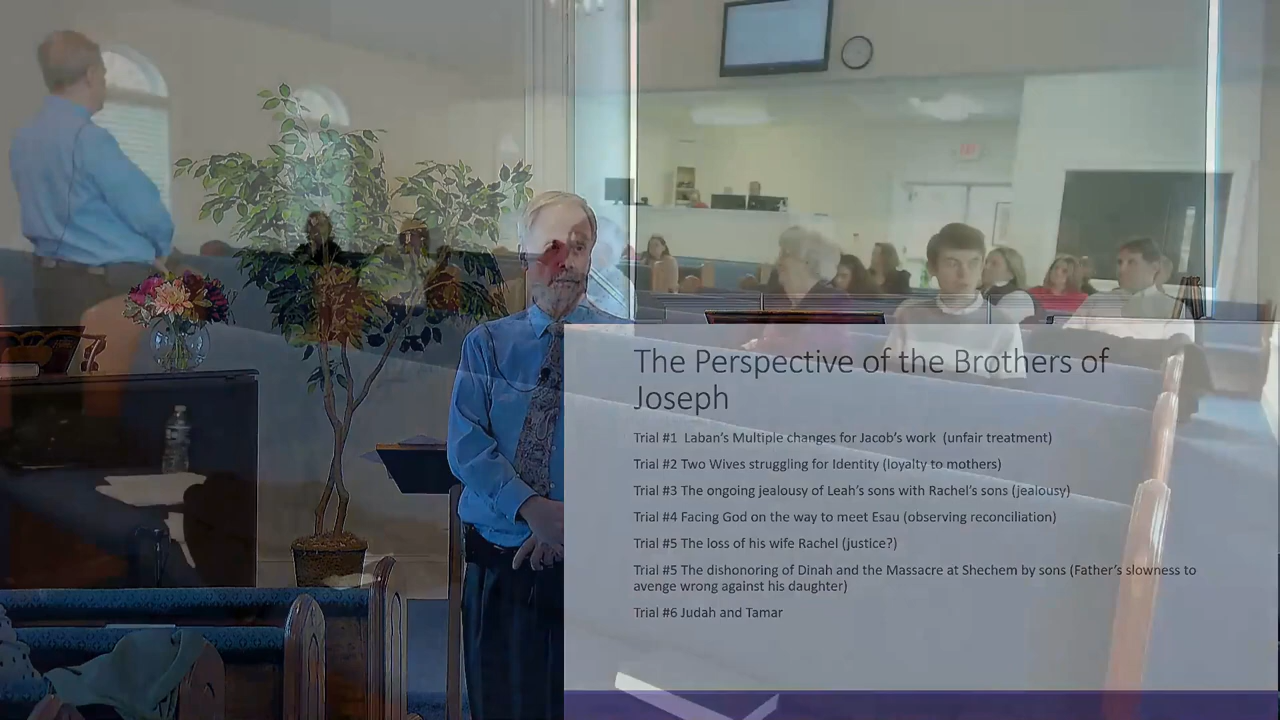 The Perspective of the Brothers of
Joseph
Trial #1 Laban's Multiple changes for Jacob's work (unfair treatment)
Trial #2 Two Wives struggling for Identity (loyalty to mothers)
Trial #3 The ongoing jealousy of Leah's sons with Rachel's sons (jealousy)
Trial #4 Facing God on the way to meet Esau (observing reconciliation)
Trial #5 The loss of his wife Rachel (justice?)
Trial #5 The dishonoring of Dinah and the Massacre at Shechem by sons (Father's slowness to
avenge wrong against his daughter)
Trial #6 Judah and Tamar